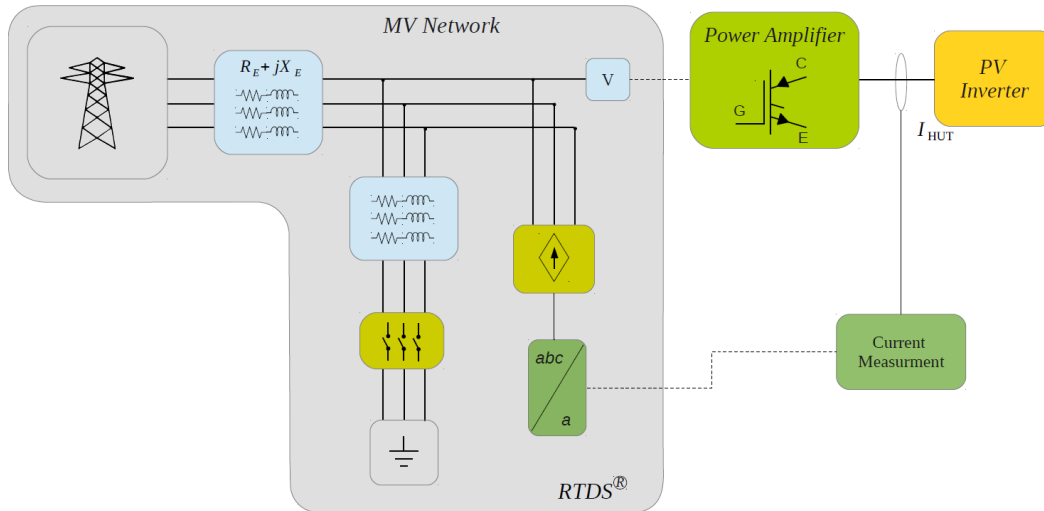 MV Network
R_E + jX_E
V
Power Amplifier
C
G
E
PV
Inverter
I_HUT
abc
a
Current
Measurment
RTDS®